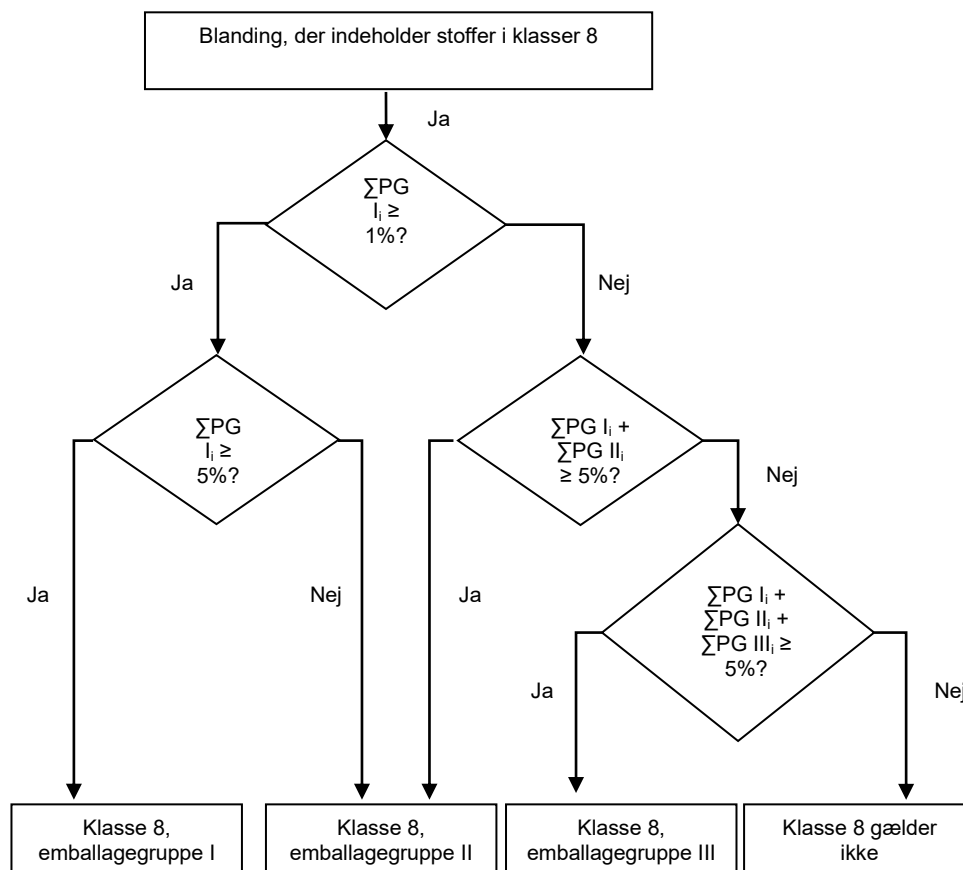 Blanding, der indeholder stoffer i klasser 8
Ja
∑PG
Iᵢ ≥
1%?
Ja
Nej
∑PG
Iᵢ ≥
5%?
∑PG Iᵢ +
∑PG IIᵢ
≥ 5%?
Nej
Ja
Nej
Ja
∑PG Iᵢ +
∑PG IIᵢ +
∑PG IIIᵢ ≥
5%?
Ja
Nej
Klasse 8,
emballagegruppe I
Klasse 8,
emballagegruppe II
Klasse 8,
emballagegruppe III
Klasse 8 gælder
ikke